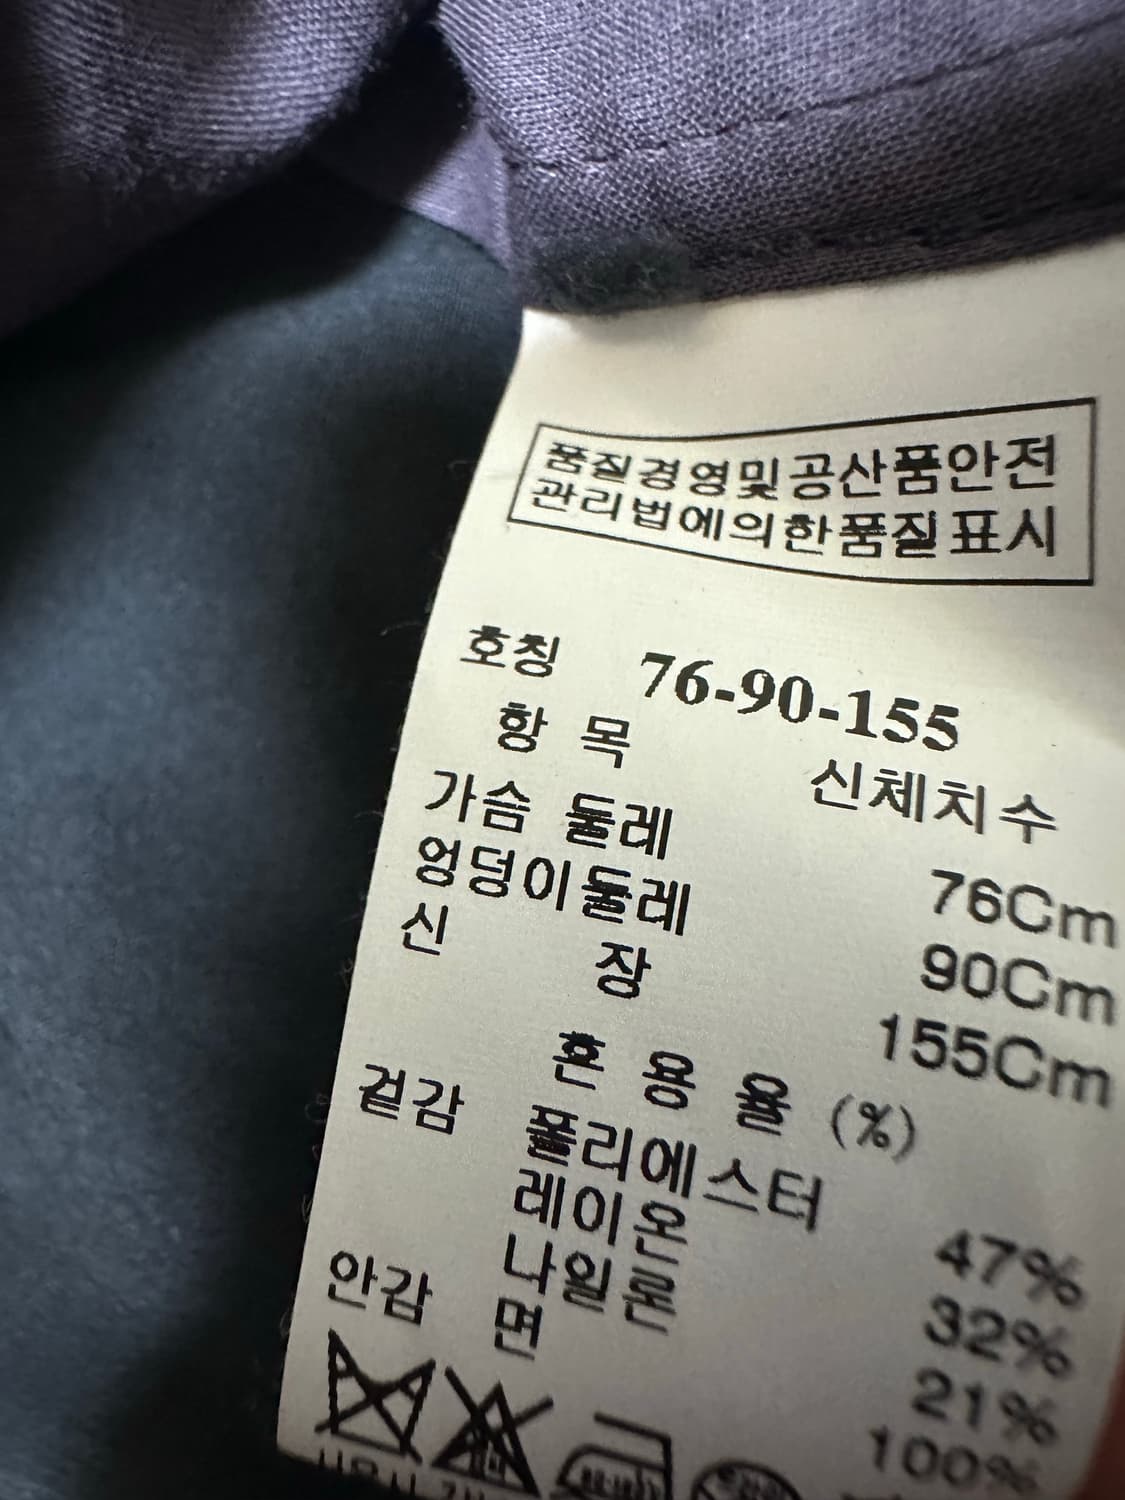 품질경영및공산품안전
관리법에의한품질표시
호칭 76-90-155
항 목 신체치수
가슴 둘레 76Cm
엉덩이둘레 90Cm
신 장 155Cm
혼 용 율 (%)
겉감 폴리에스터 47%
레이온 32%
나일론 21%
안감 면 100%